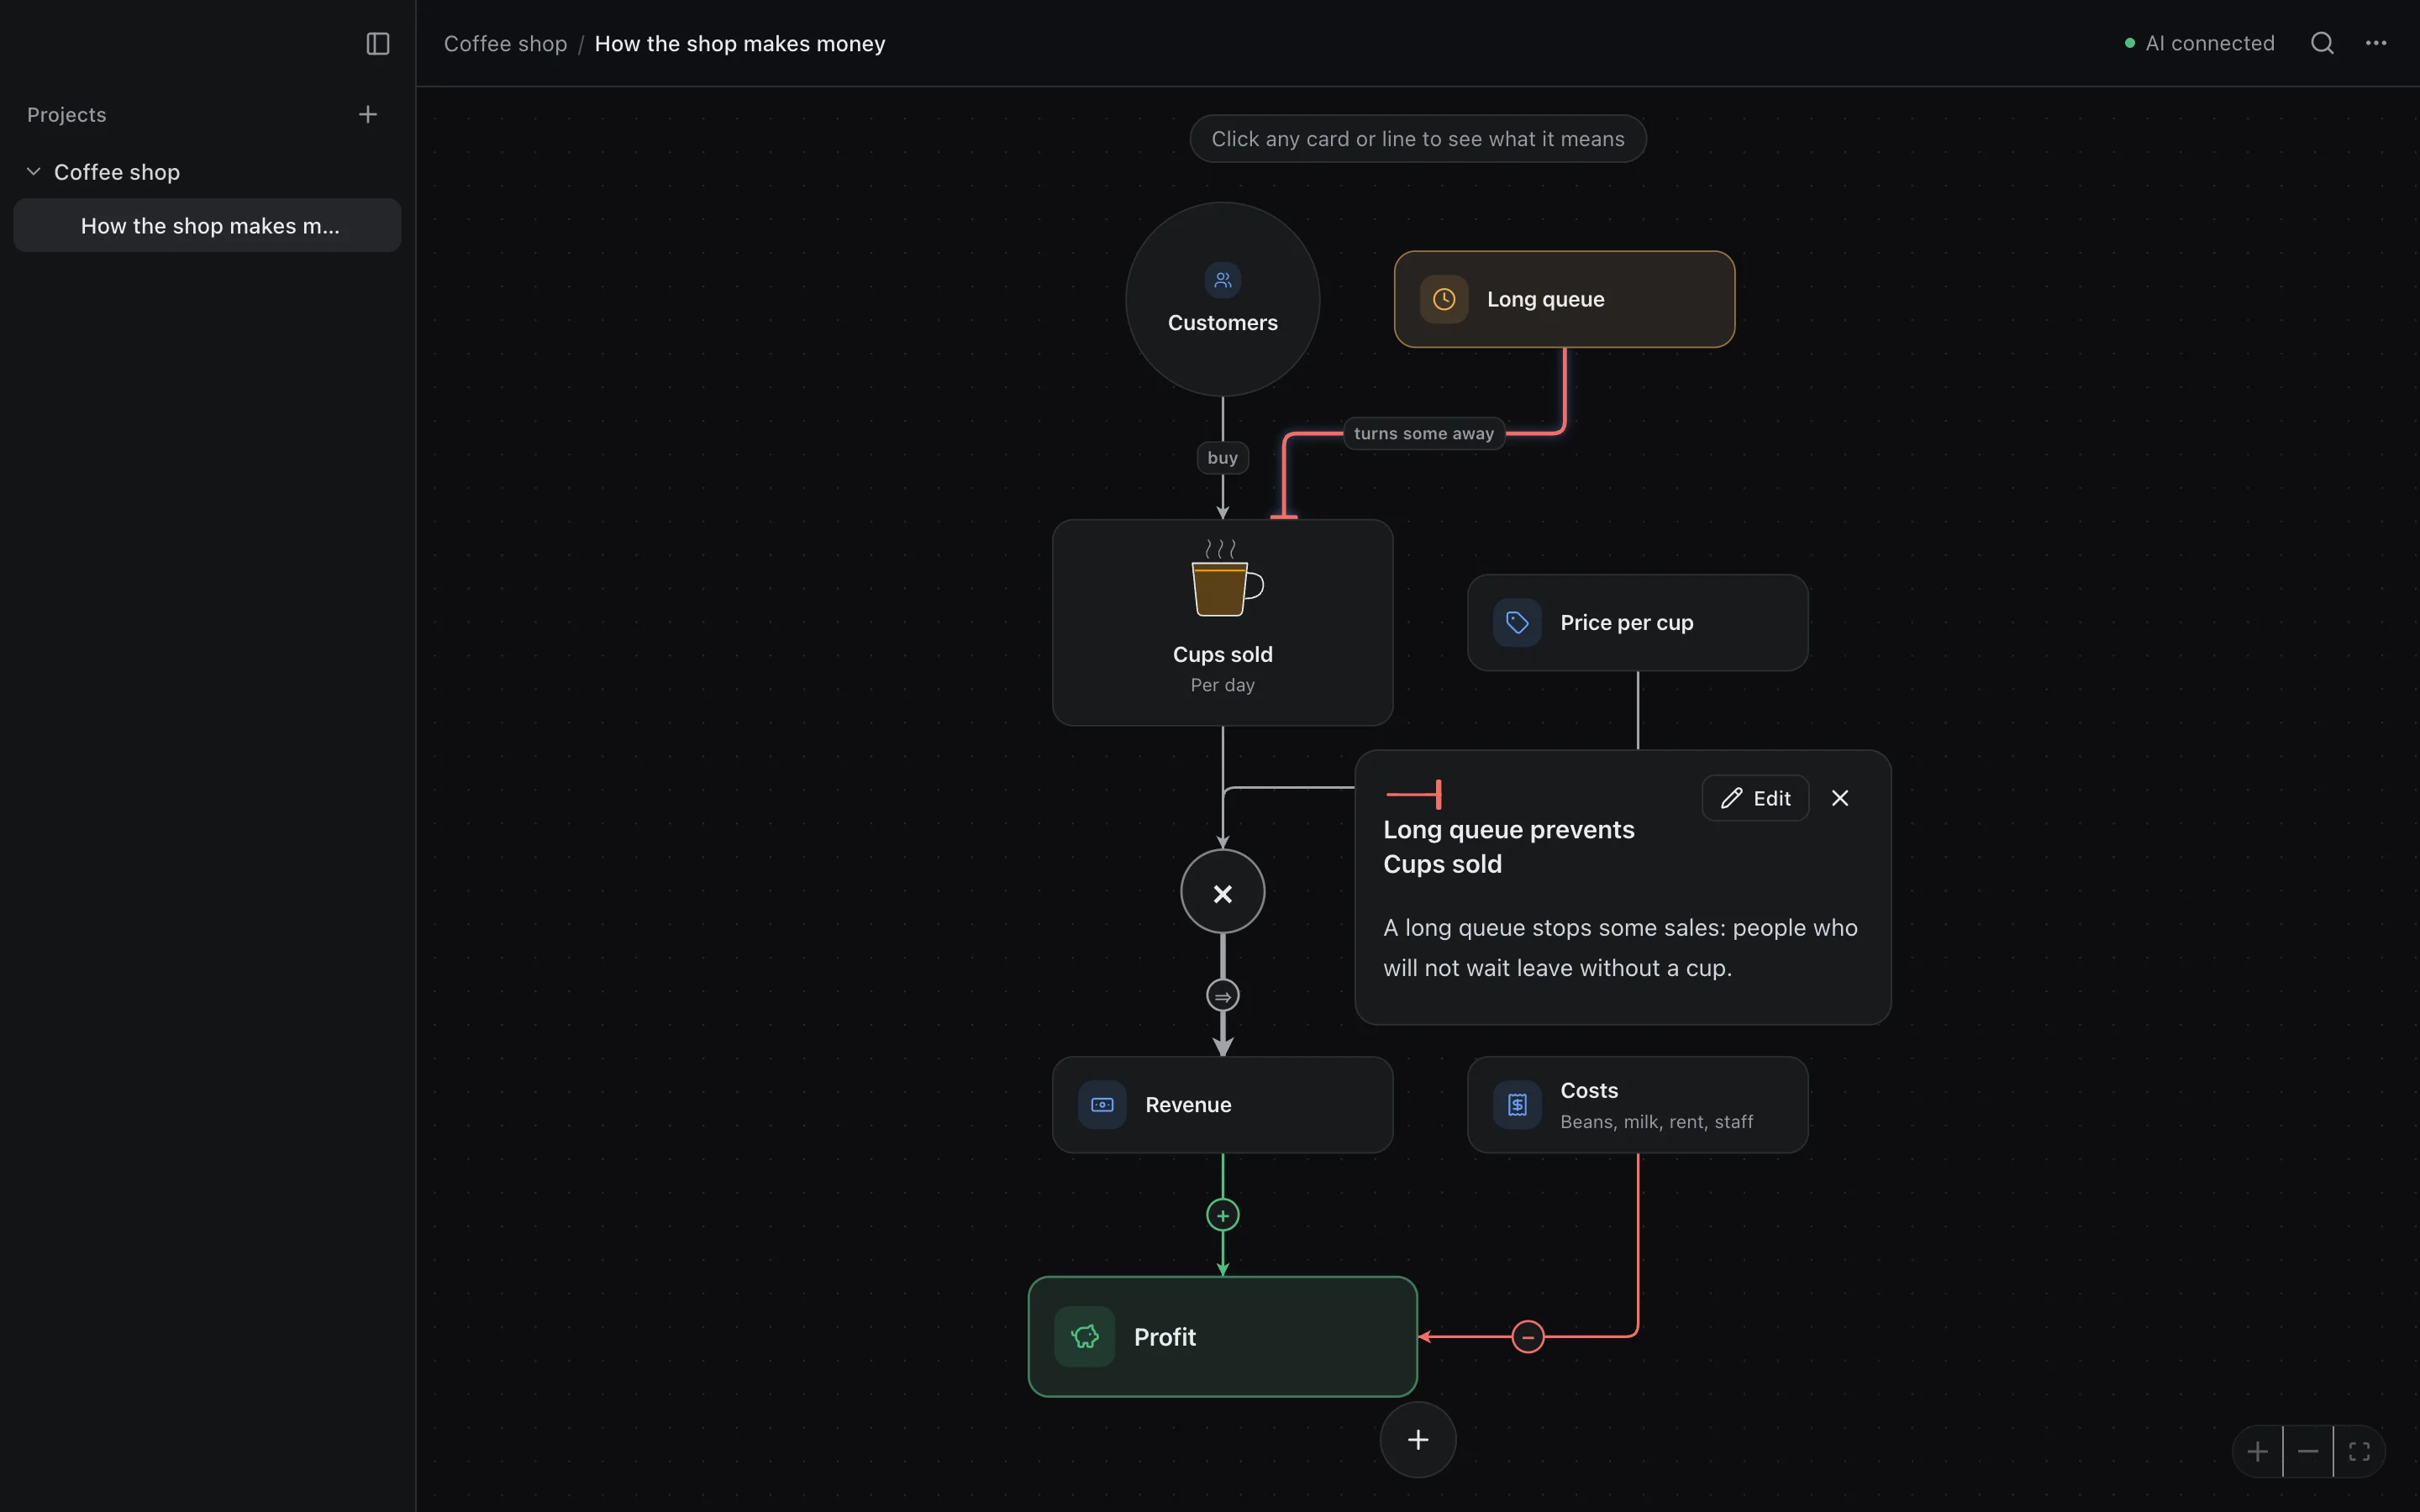 Coffee shop / How the shop makes money
AI connected
Projects
Coffee shop
How the shop makes m...
Click any card or line to see what it means
Customers
Long queue
turns some away
buy
Cups sold
Per day
Price per cup
×
Edit
Long queue prevents
Cups sold
A long queue stops some sales: people who
will not wait leave without a cup.
⇒
Revenue
Costs
Beans, milk, rent, staff
+
Profit
−